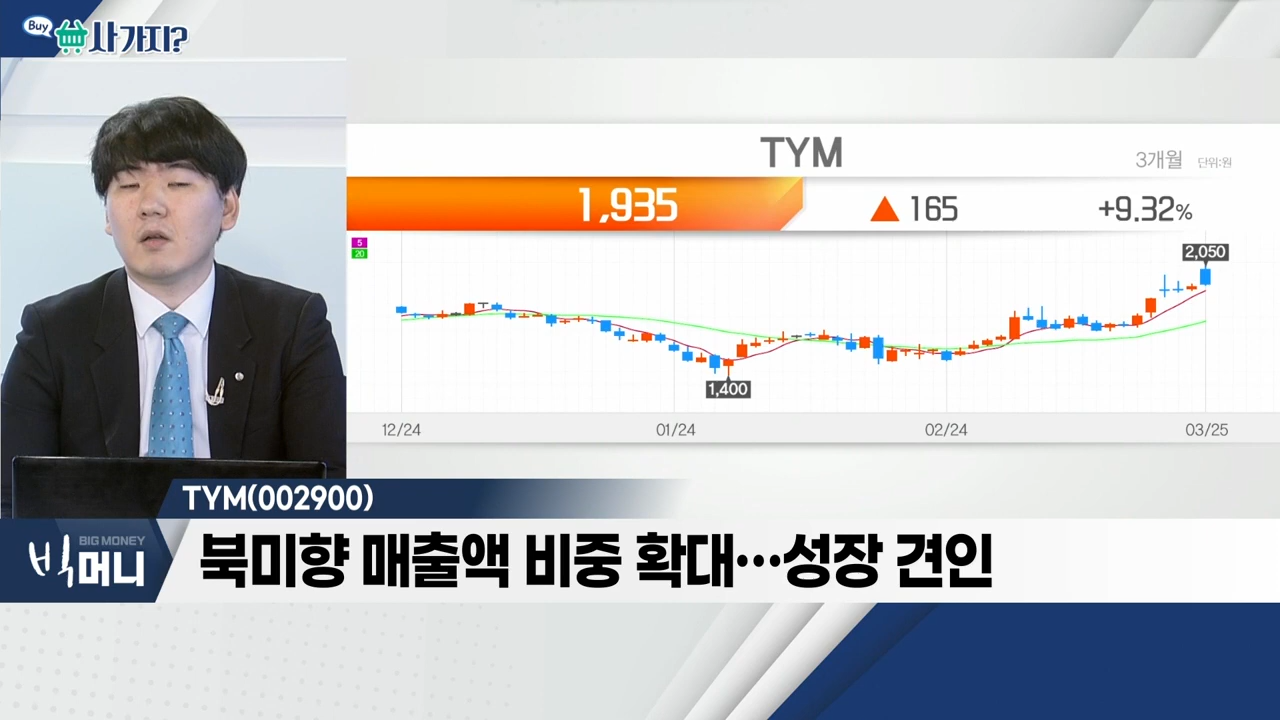 Buy
사가지?
TYM
3개월 단위:원
1,935 ▲ 165 +9.32%
5
20
2,050
1,400
12/24 01/24 02/24 03/25
TYM(002900)
BIG MONEY
빅머니
북미향 매출액 비중 확대…성장 견인